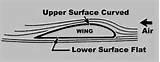 Upper Surface Curved
WING
Air
Lower Surface Flat